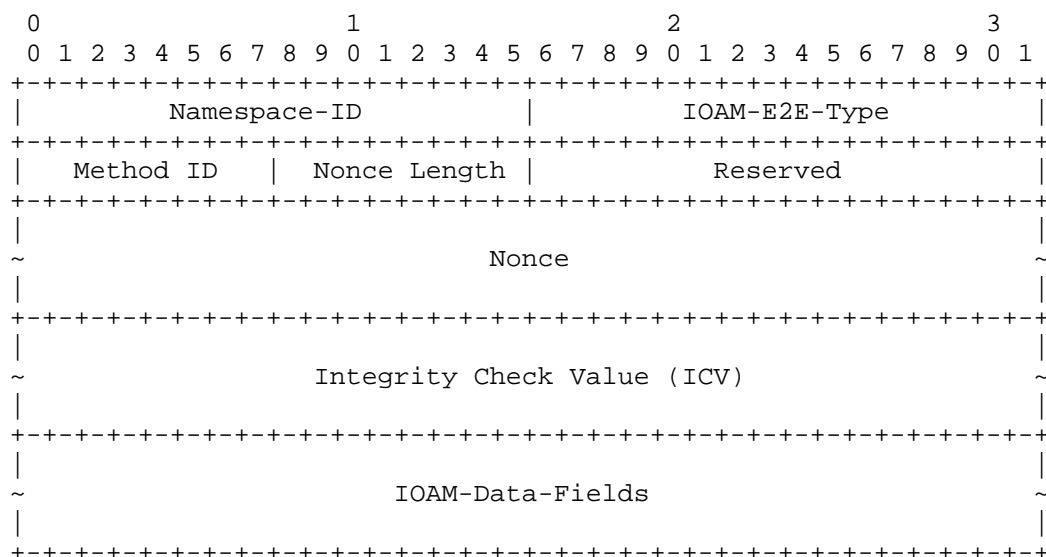 0                   1                   2                   3
 0 1 2 3 4 5 6 7 8 9 0 1 2 3 4 5 6 7 8 9 0 1 2 3 4 5 6 7 8 9 0 1
+-+-+-+-+-+-+-+-+-+-+-+-+-+-+-+-+-+-+-+-+-+-+-+-+-+-+-+-+-+-+-+-+
|         Namespace-ID          |         IOAM-E2E-Type         |
+-+-+-+-+-+-+-+-+-+-+-+-+-+-+-+-+-+-+-+-+-+-+-+-+-+-+-+-+-+-+-+-+
|   Method ID   | Nonce Length  |           Reserved            |
+-+-+-+-+-+-+-+-+-+-+-+-+-+-+-+-+-+-+-+-+-+-+-+-+-+-+-+-+-+-+-+-+
|                                                               |
~                             Nonce                             ~
|                                                               |
+-+-+-+-+-+-+-+-+-+-+-+-+-+-+-+-+-+-+-+-+-+-+-+-+-+-+-+-+-+-+-+-+
|                                                               |
~                  Integrity Check Value (ICV)                  ~
|                                                               |
+-+-+-+-+-+-+-+-+-+-+-+-+-+-+-+-+-+-+-+-+-+-+-+-+-+-+-+-+-+-+-+-+
|                                                               |
~                       IOAM-Data-Fields                        ~
|                                                               |
+-+-+-+-+-+-+-+-+-+-+-+-+-+-+-+-+-+-+-+-+-+-+-+-+-+-+-+-+-+-+-+-+